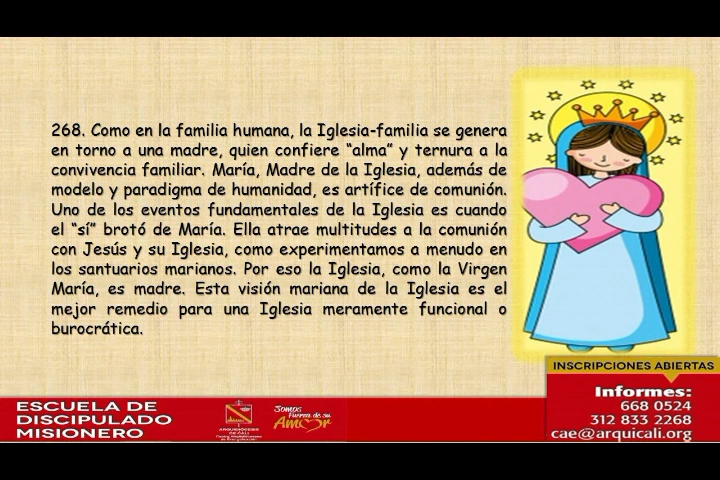 268. Como en la familia humana, la Iglesia-familia se genera
en torno a una madre, quien confiere “alma” y ternura a la
convivencia familiar. María, Madre de la Iglesia, además de
modelo y paradigma de humanidad, es artífice de comunión.
Uno de los eventos fundamentales de la Iglesia es cuando
el “sí” brotó de María. Ella atrae multitudes a la comunión
con Jesús y su Iglesia, como experimentamos a menudo en
los santuarios marianos. Por eso la Iglesia, como la Virgen
María, es madre. Esta visión mariana de la Iglesia es el
mejor remedio para una Iglesia meramente funcional o
burocrática.
INSCRIPCIONES ABIERTAS
Informes:
668 0524
312 833 2268
cae@arquicali.org
ESCUELA DE
DISCIPULADO
MISIONERO
ARQUIDIÓCESIS
DE CALI
Somos
Fuerza de su
Amor